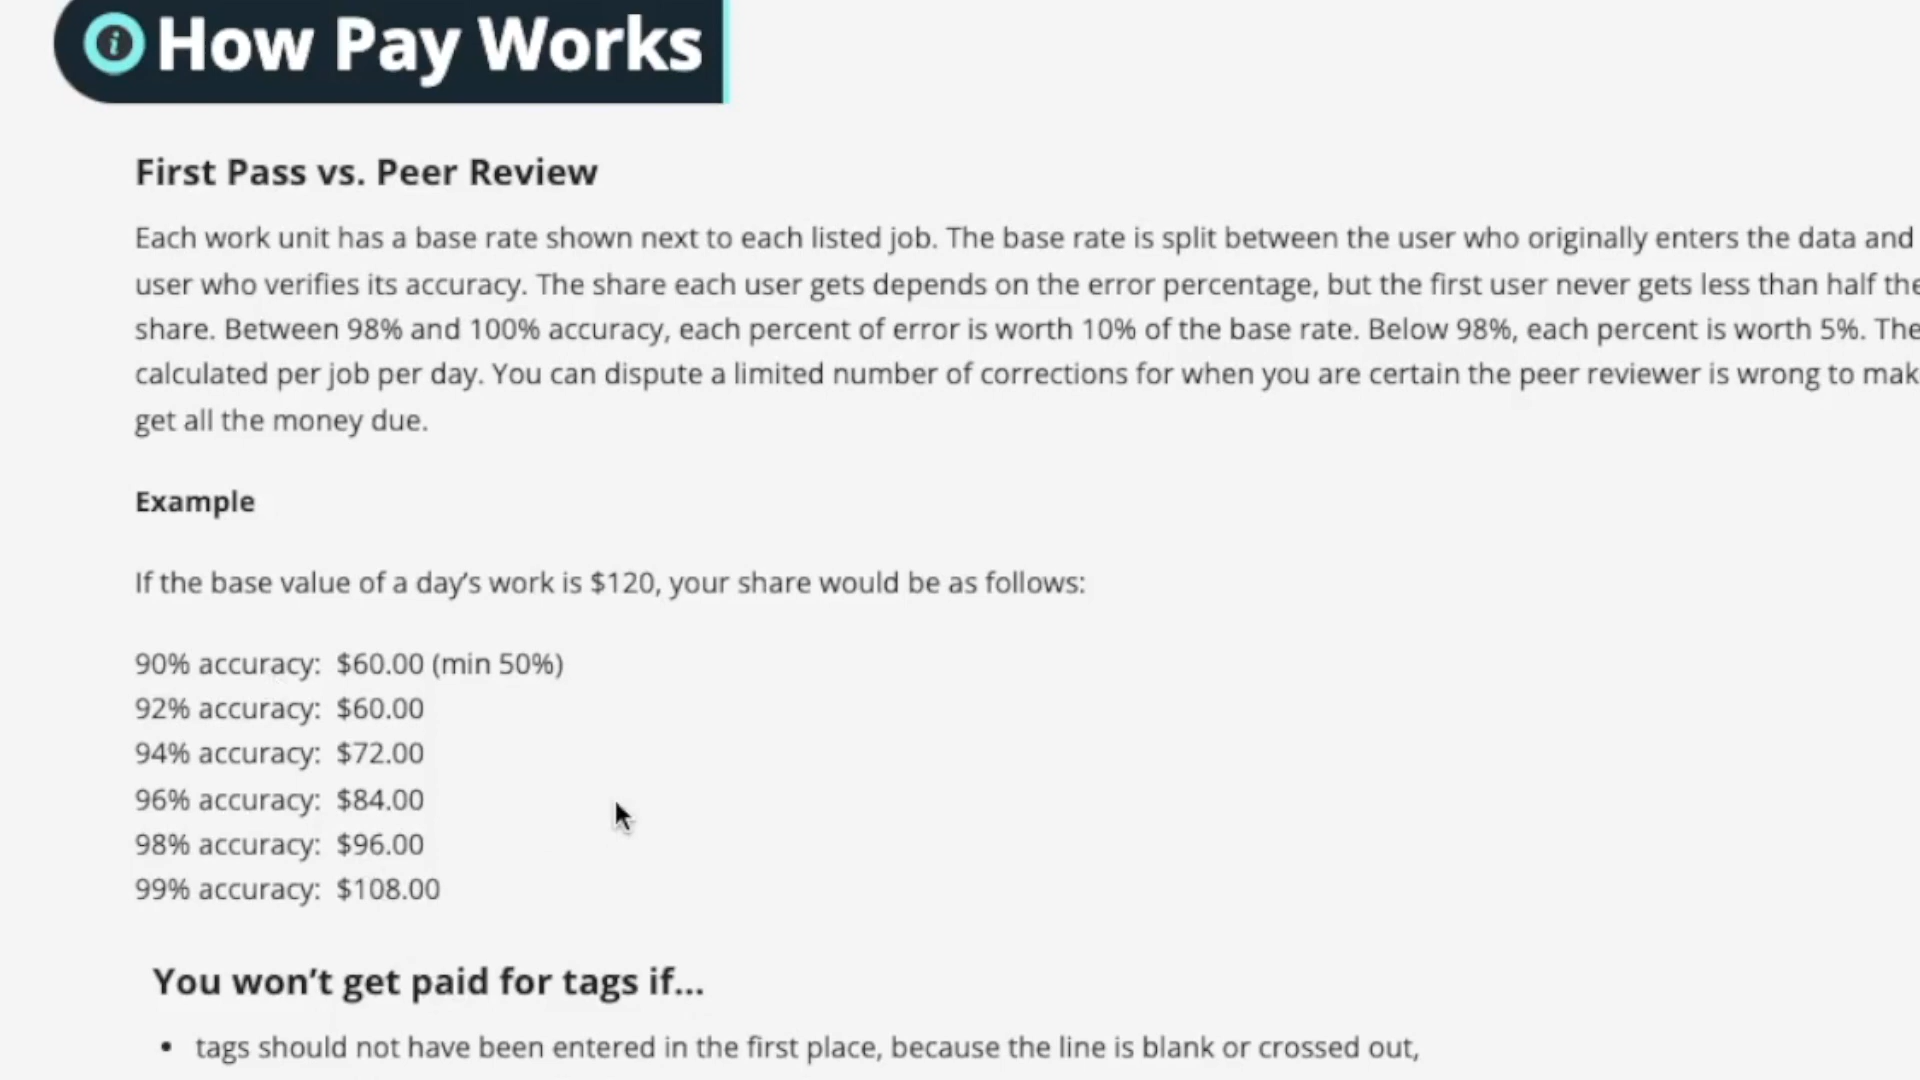 How Pay Works
First Pass vs. Peer Review
Each work unit has a base rate shown next to each listed job. The base rate is split between the user who originally enters the data and
user who verifies its accuracy. The share each user gets depends on the error percentage, but the first user never gets less than half the
share. Between 98% and 100% accuracy, each percent of error is worth 10% of the base rate. Below 98%, each percent is worth 5%. The
calculated per job per day. You can dispute a limited number of corrections for when you are certain the peer reviewer is wrong to mak
get all the money due.
Example
If the base value of a day's work is $120, your share would be as follows:
90% accuracy: $60.00 (min 50%)
92% accuracy: $60.00
94% accuracy: $72.00
96% accuracy: $84.00
98% accuracy: $96.00
99% accuracy: $108.00
You won't get paid for tags if...
• tags should not have been entered in the first place, because the line is blank or crossed out,